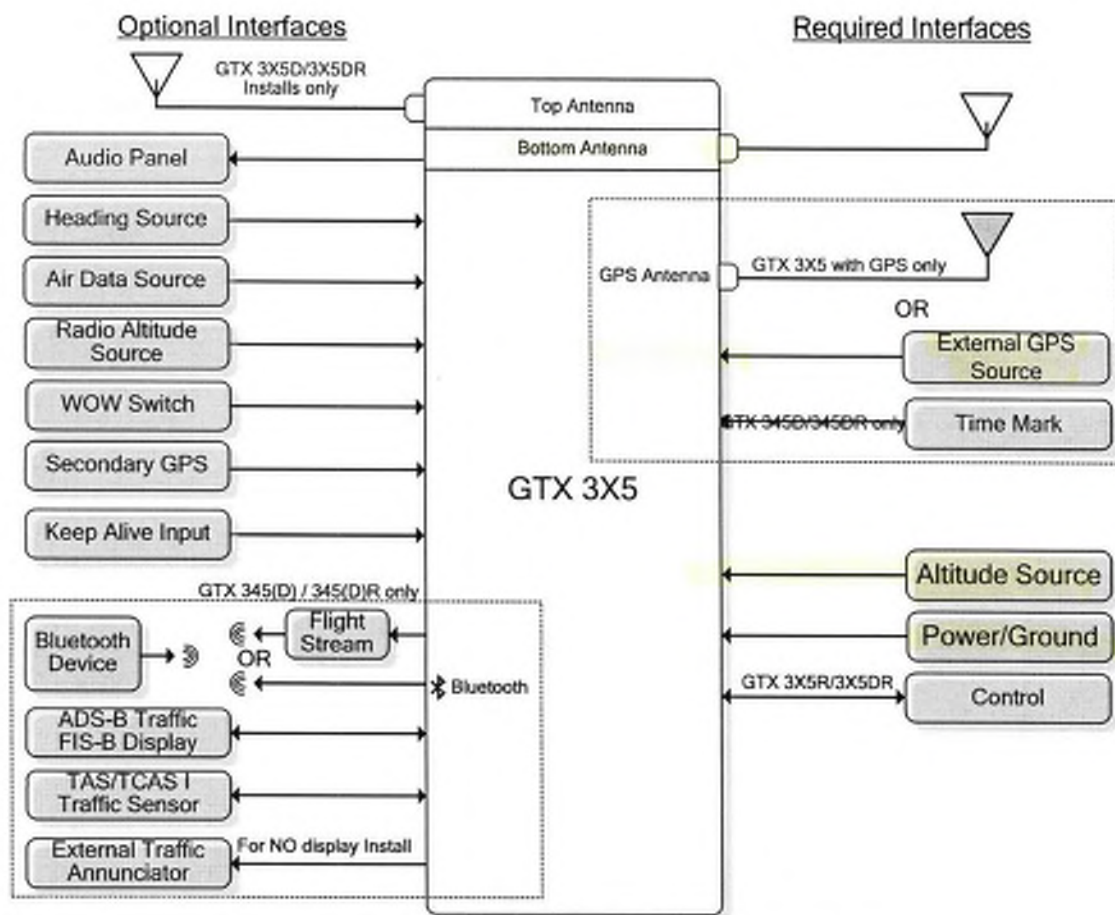 Optional Interfaces
Required Interfaces
GTX 3X5D/3X5DR
Installs only
Top Antenna
Bottom Antenna
Audio Panel
Heading Source
Air Data Source
Radio Altitude
Source
WOW Switch
Secondary GPS
Keep Alive Input
GPS Antenna
GTX 3X5 with GPS only
OR
External GPS
Source
GTX 345D/345DR only
Time Mark
GTX 3X5
Altitude Source
Power/Ground
GTX 3X5R/3X5DR
Control
GTX 345(D) / 345(D)R only
Bluetooth
Device
Flight
Stream
OR
Bluetooth
ADS-B Traffic
FIS-B Display
TAS/TCAS I
Traffic Sensor
External Traffic
Annunciator
For NO display Install